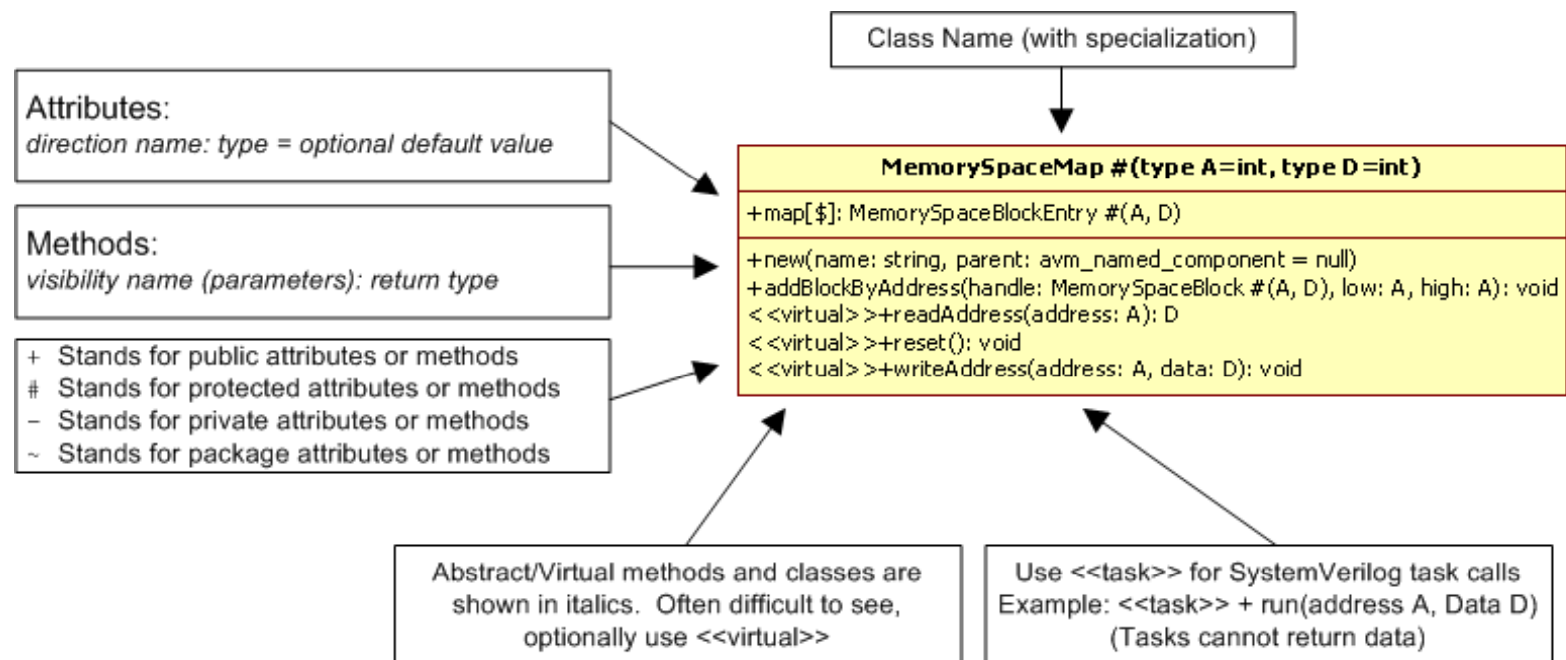 Class Name (with specialization)
Attributes:
direction name: type = optional default value
Methods:
visibility name (parameters): return type
+ Stands for public attributes or methods
# Stands for protected attributes or methods
– Stands for private attributes or methods
~ Stands for package attributes or methods
MemorySpaceMap #(type A=int, type D=int)
+map[$]: MemorySpaceBlockEntry #(A, D)
+new(name: string, parent: avm_named_component = null)
+addBlockByAddress(handle: MemorySpaceBlock #(A, D), low: A, high: A): void
<<virtual>>+readAddress(address: A): D
<<virtual>>+reset(): void
<<virtual>>+writeAddress(address: A, data: D): void
Abstract/Virtual methods and classes are
shown in italics. Often difficult to see,
optionally use <<virtual>>
Use <<task>> for SystemVerilog task calls
Example: <<task>> + run(address A, Data D)
(Tasks cannot return data)